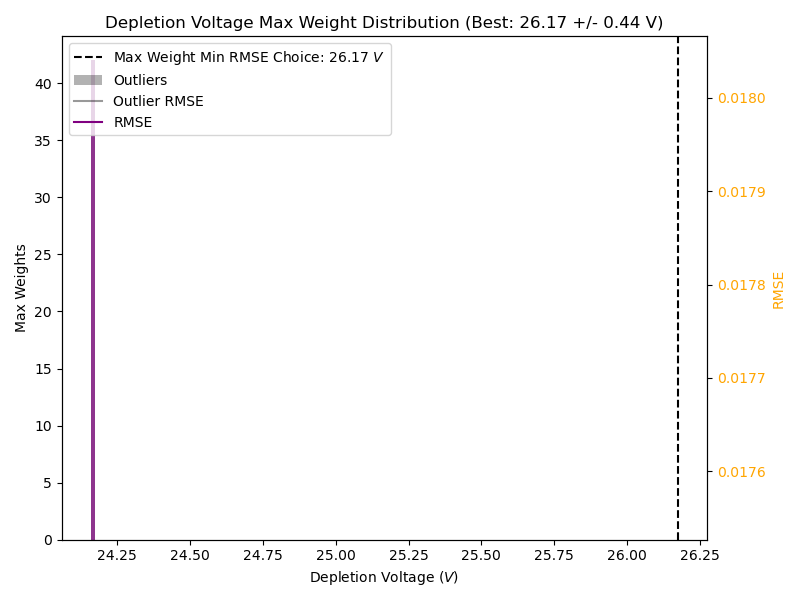 Depletion Voltage Max Weight Distribution (Best: 26.17 +/- 0.44 V)
Max Weight Min RMSE Choice: 26.17 V
Outliers
Outlier RMSE
RMSE
40
35
30
25
20
15
10
5
0
Max Weights
0.0180
0.0179
0.0178
0.0177
0.0176
RMSE
24.25 24.50 24.75 25.00 25.25 25.50 25.75 26.00 26.25
Depletion Voltage (V)